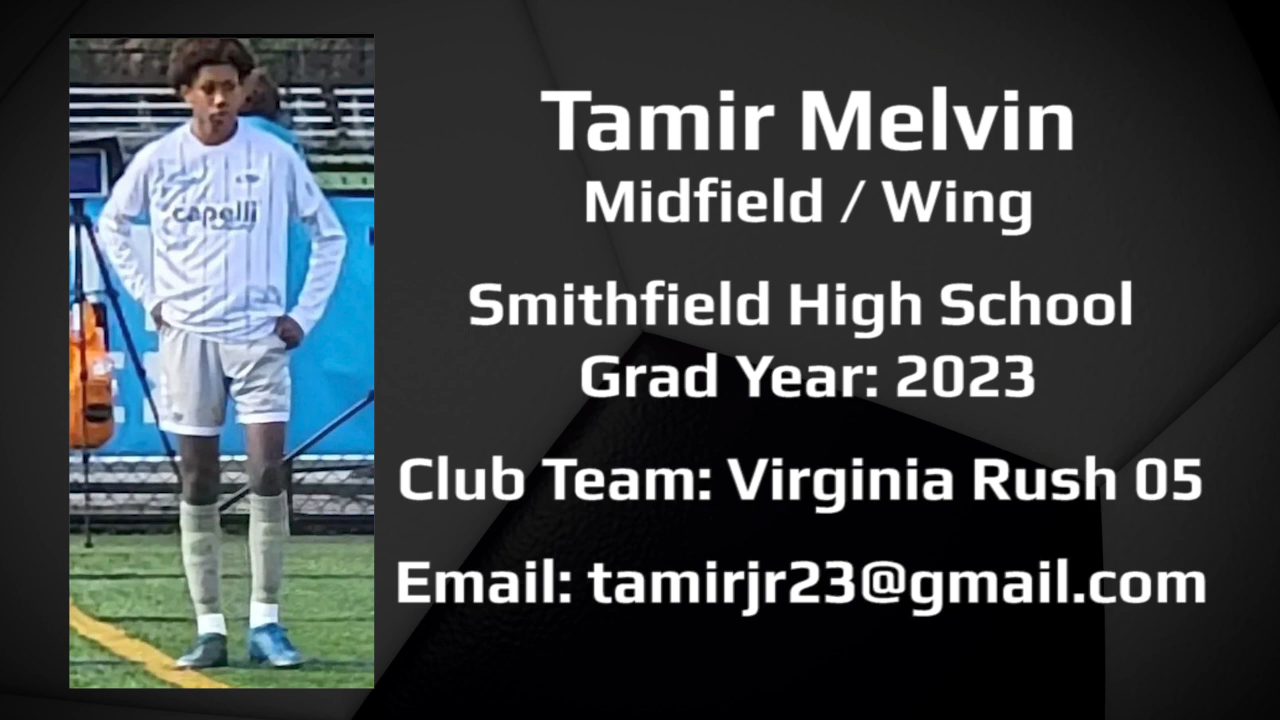 capelli
Tamir Melvin
Midfield / Wing
Smithfield High School
Grad Year: 2023
Club Team: Virginia Rush 05
Email: tamirjr23@gmail.com